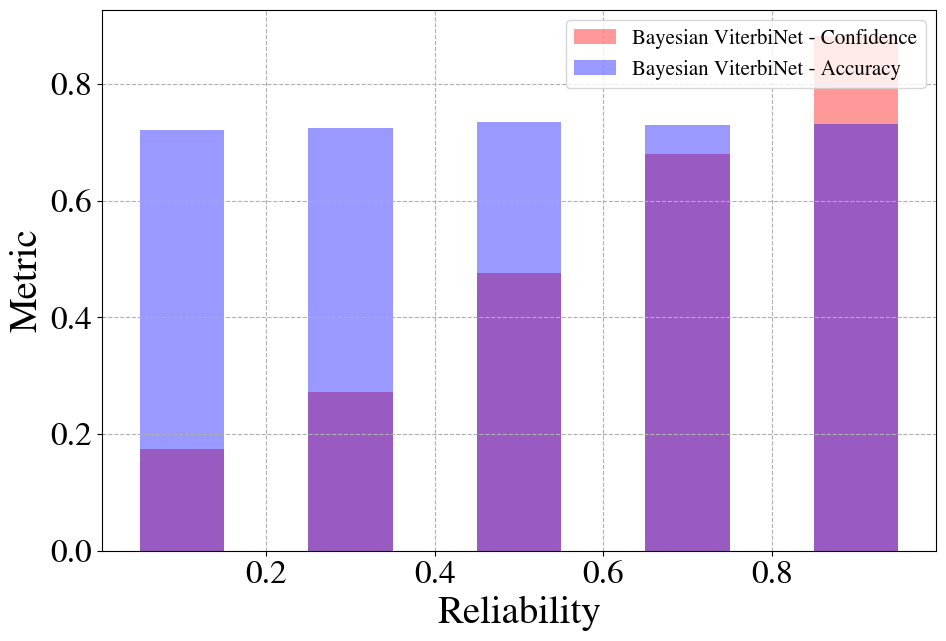 Bayesian ViterbiNet - Confidence
Bayesian ViterbiNet - Accuracy
Metric
0.8
0.6
0.4
0.2
0.0
0.2 0.4 0.6 0.8
Reliability